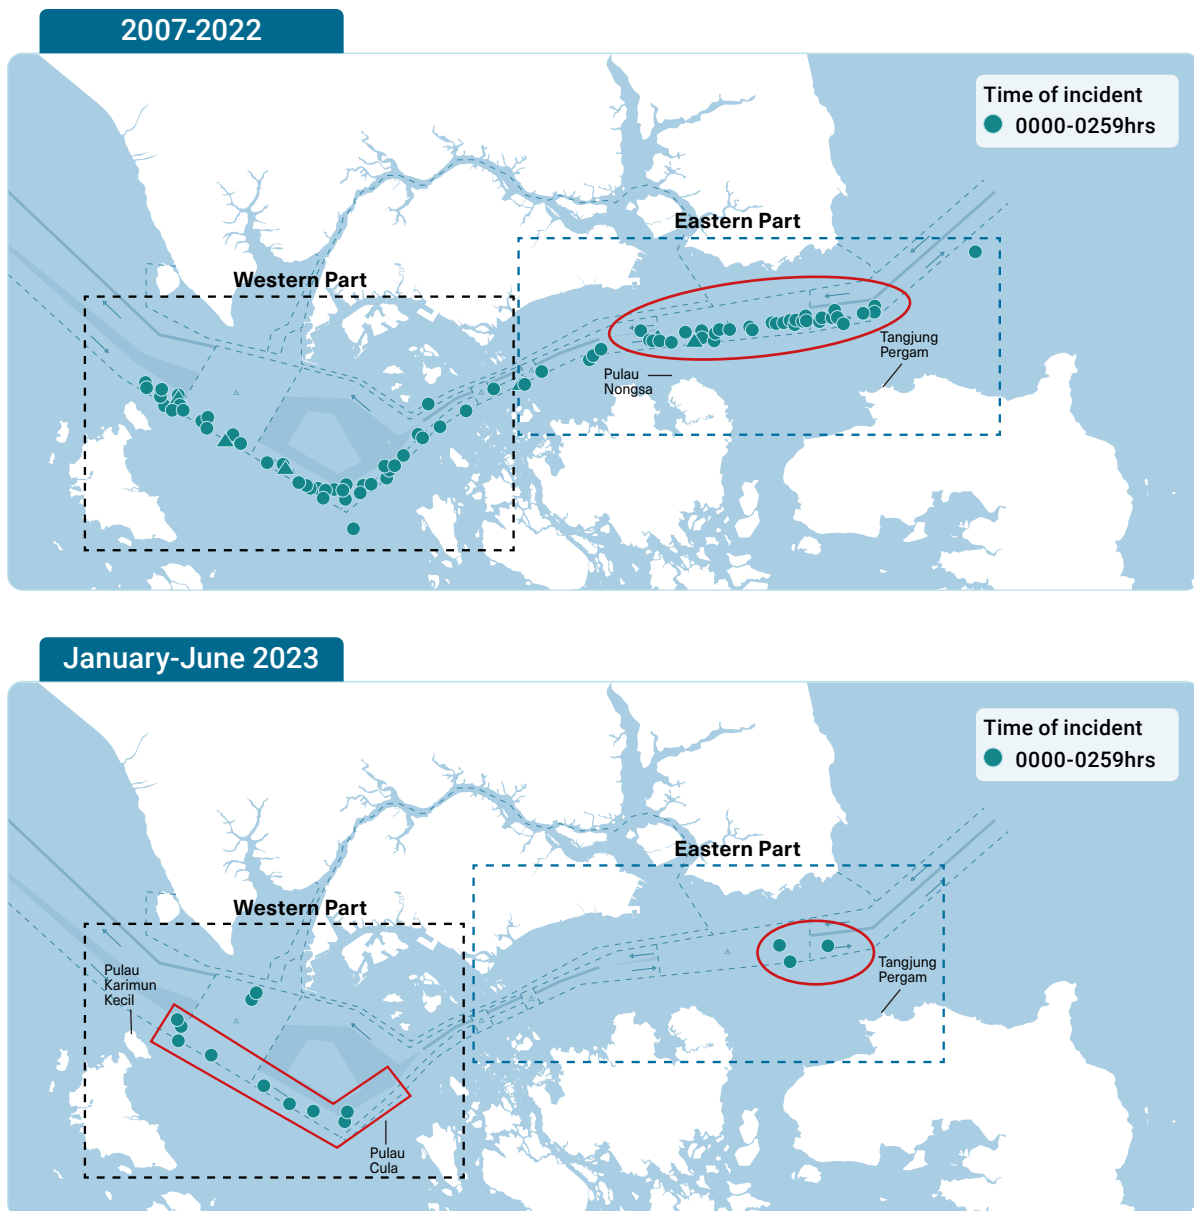 2007-2022
Time of incident
0000-0259hrs
Eastern Part
Western Part
Tangjung
Pergam
Pulau
Nongsa
January-June 2023
Time of incident
0000-0259hrs
Eastern Part
Western Part
Pulau
Karimun
Kecil
Tangjung
Pergam
Pulau
Cula